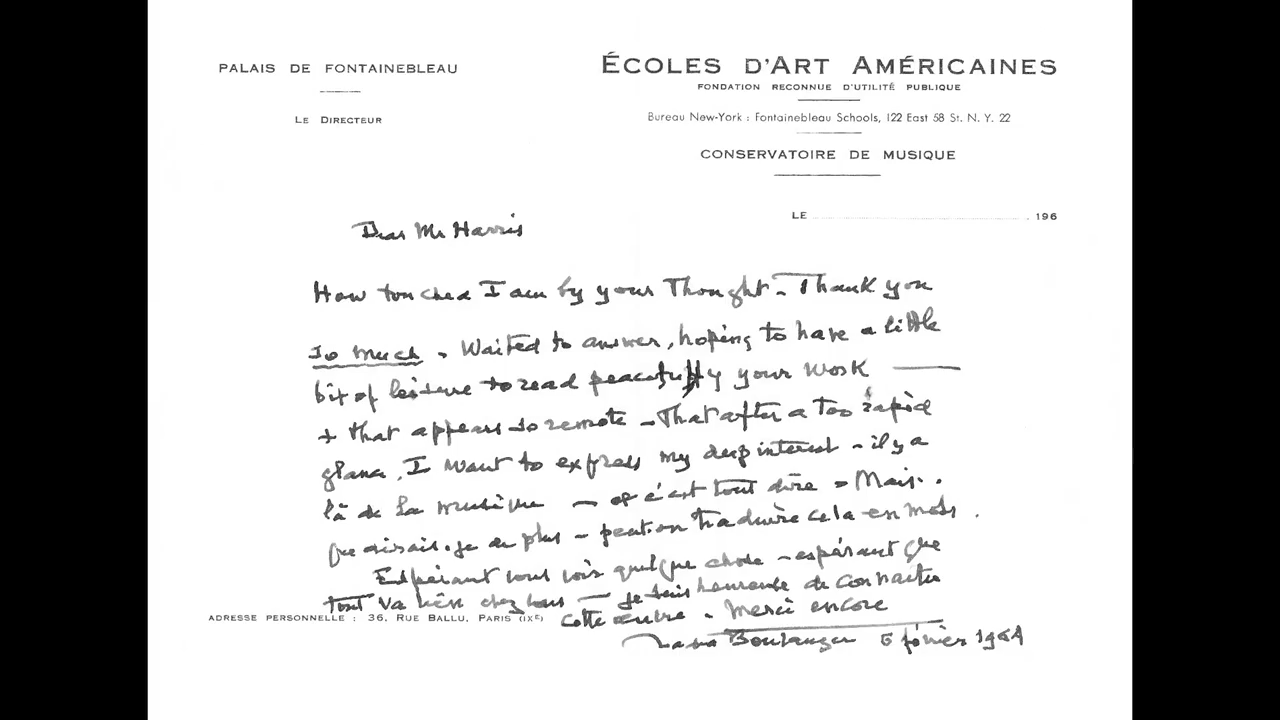 PALAIS DE FONTAINEBLEAU
LE DIRECTEUR
ÉCOLES D'ART AMÉRICAINES
FONDATION RECONNUE D'UTILITÉ PUBLIQUE
Bureau New-York : Fontainebleau Schools, 122 East 58 St. N. Y. 22
CONSERVATOIRE DE MUSIQUE
LE 196
Dear Mr Harris
How touched I am by your Thought - Thank you
so much - Waited to answer, hoping to have a little
bit of leisure to read peacefully your work —
+ that appears so remote - That after a too rapid
glance, I want to express my deep interest - il y a
là de la musique — et c'est tout dire - Mais..
que dirais-je de plus - peut-on traduire cela en mots.
Espérant vous voir quelque chose - espérant que
tout va bien chez vous — je suis heureuse de connaître
cette œuvre - Merci encore
Nadia Boulanger 5 février 1964
ADRESSE PERSONNELLE : 36, RUE BALLU, PARIS (IXᵉ)